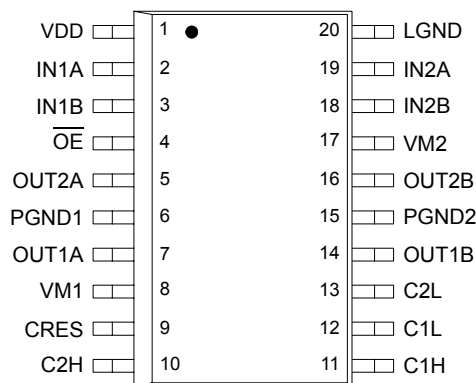 VDD 1 20 LGND
IN1A 2 19 IN2A
IN1B 3 18 IN2B
OE 4 17 VM2
OUT2A 5 16 OUT2B
PGND1 6 15 PGND2
OUT1A 7 14 OUT1B
VM1 8 13 C2L
CRES 9 12 C1L
C2H 10 11 C1H